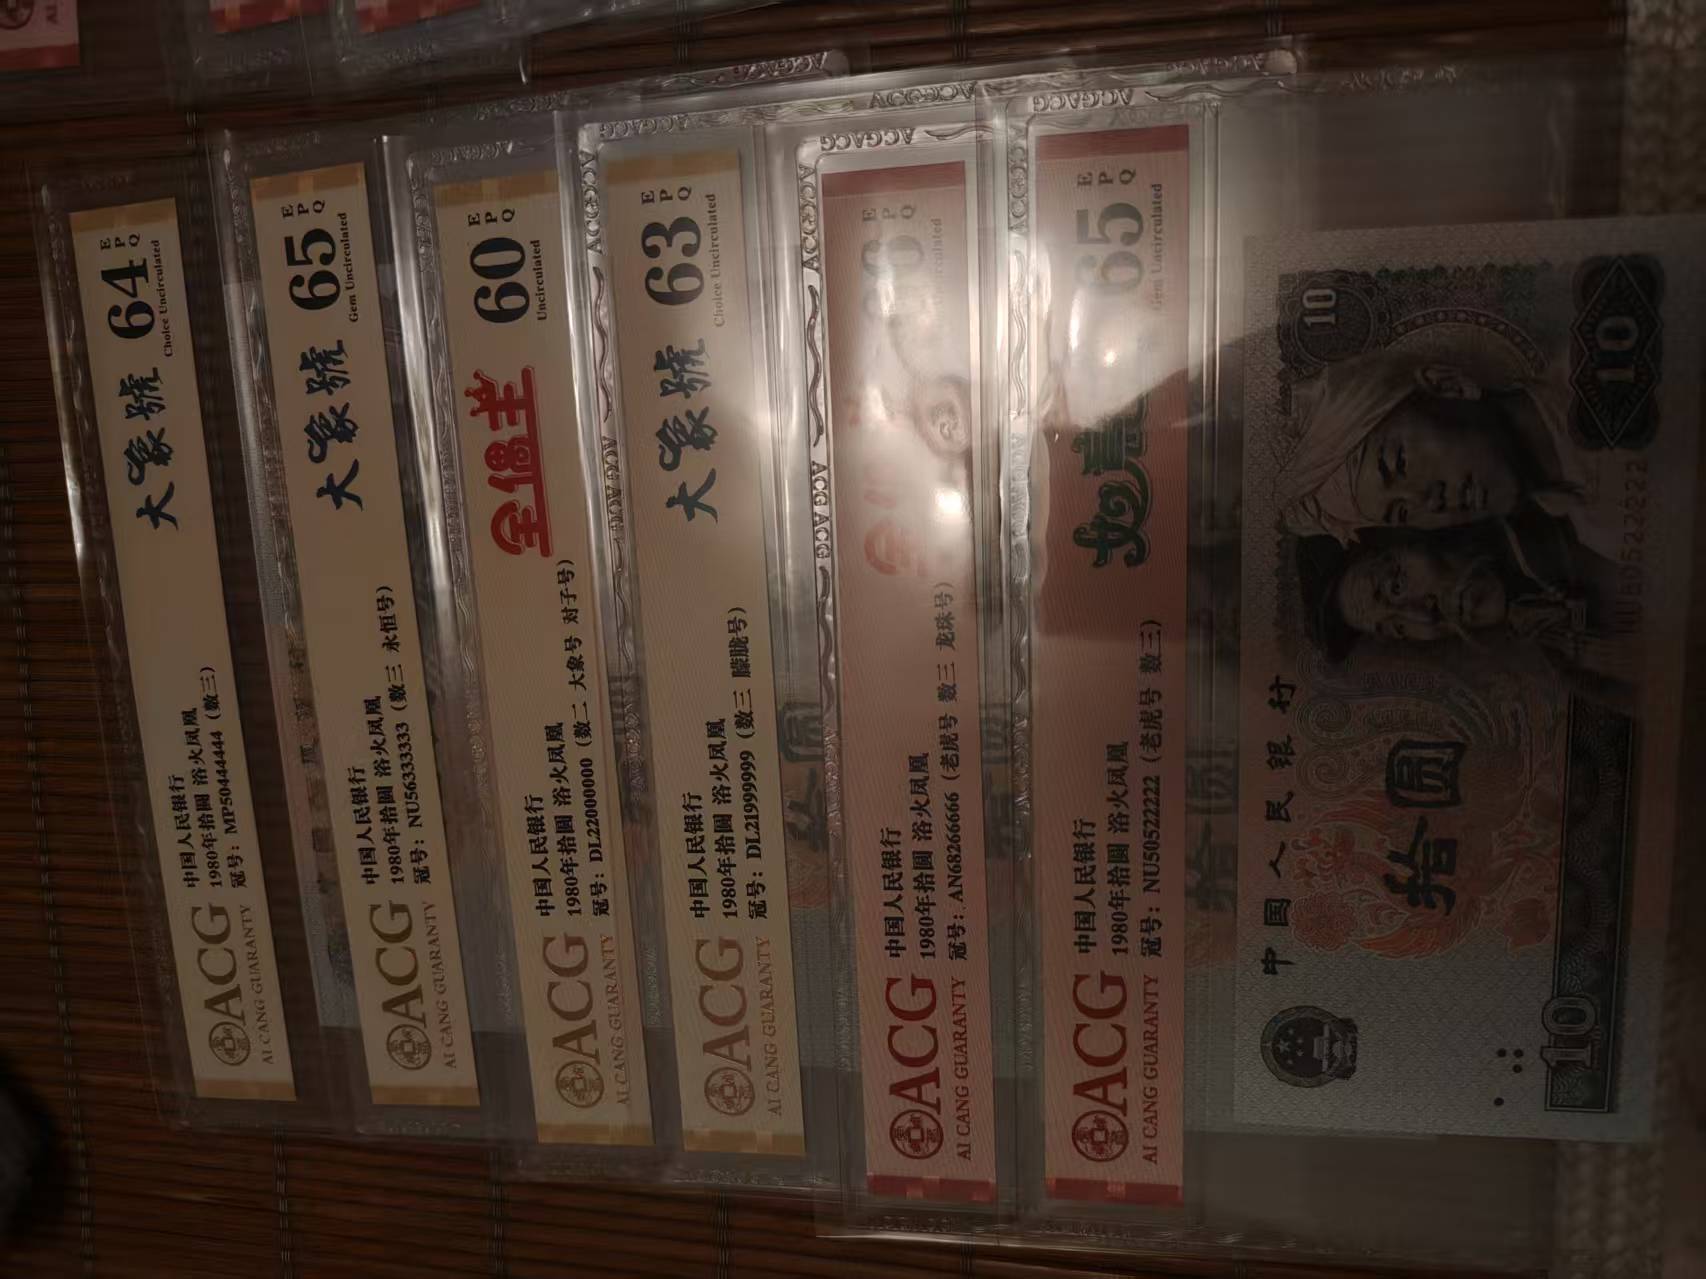 ACG
AI CANG GUARANTY
中国人民银行
1980年拾圆 浴火凤凰
冠号：MP50444444（数三）
大象號
64
EPQ
Choice Uncirculated
ACG
AI CANG GUARANTY
中国人民银行
1980年拾圆 浴火凤凰
冠号：NU56333333（数三 永恒号）
大象號
65
EPQ
Gem Uncirculated
ACG
AI CANG GUARANTY
中国人民银行
1980年拾圆 浴火凤凰
冠号：DL22000000（数二 大象号 对子号）
全倡羊
60
EPQ
Uncirculated
ACG
AI CANG GUARANTY
中国人民银行
1980年拾圆 浴火凤凰
冠号：DL21999999（数三 朦胧号）
大象號
63
EPQ
Choice Uncirculated
ACG
AI CANG GUARANTY
中国人民银行
1980年拾圆 浴火凤凰
冠号：AN68266666（老虎号 数三 龙珠号）
EPQ
ACG
AI CANG GUARANTY
中国人民银行
1980年拾圆 浴火凤凰
冠号：NU50522222（老虎号 数三）
如意
65
EPQ
Gem Uncirculated
中国人民银行
拾圆
10
10
10